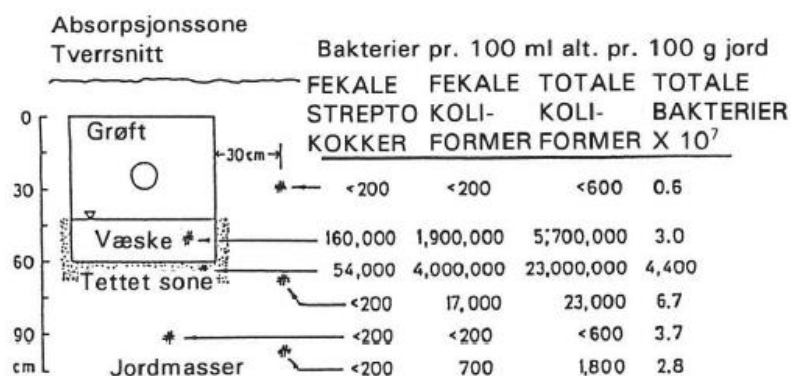 Absorpsjonssone
Tverrsnitt
Bakterier pr. 100 ml alt. pr. 100 g jord
FEKALE FEKALE TOTALE TOTALE
STREPTO KOLI- KOLI- BAKTERIER
KOKKER FORMER FORMER X 10⁷
0
Grøft
30 cm
30
<200 <200 <600 0.6
Væske
160,000 1,900,000 5,700,000 3.0
60
54,000 4,000,000 23,000,000 4,400
Tettet sone
<200 17,000 23,000 6.7
90
<200 <200 <600 3.7
cm
Jordmasser
<200 700 1,800 2.8